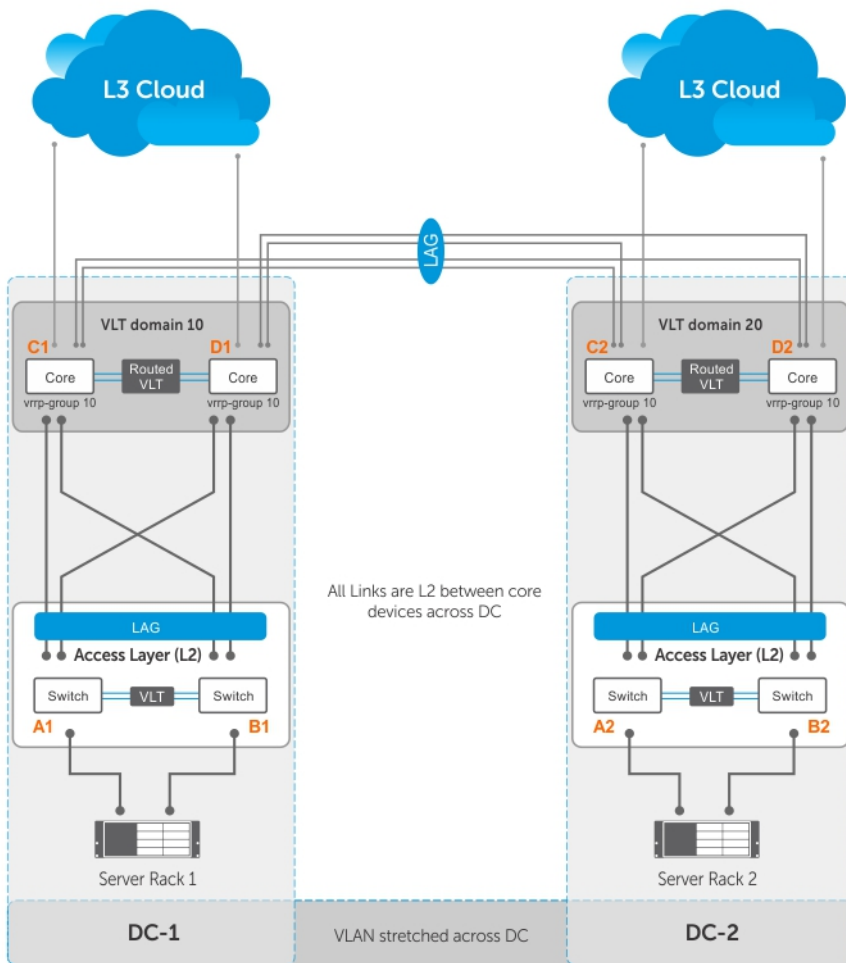 L3 Cloud
L3 Cloud
LAG
VLT domain 10
VLT domain 20
C1
D1
C2
D2
Core
Routed
VLT
Core
Core
Routed
VLT
Core
vrrp-group 10
vrrp-group 10
vrrp-group 10
vrrp-group 10
All Links are L2 between core
devices across DC
LAG
LAG
Access Layer (L2)
Access Layer (L2)
Switch
VLT
Switch
Switch
VLT
Switch
A1
B1
A2
B2
Server Rack 1
Server Rack 2
DC-1
VLAN stretched across DC
DC-2